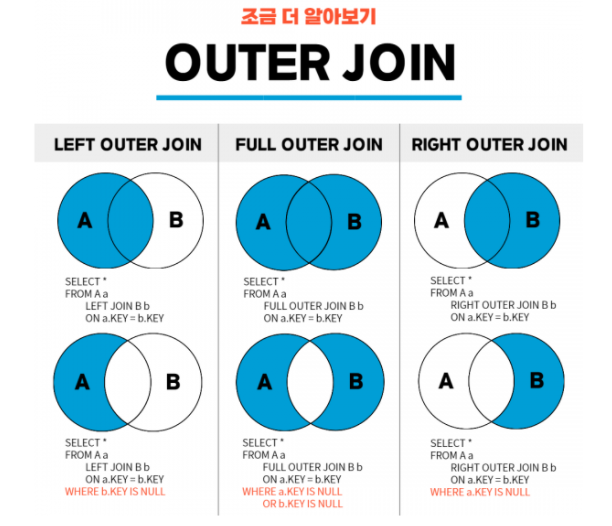 조금 더 알아보기
OUTER JOIN
LEFT OUTER JOIN
FULL OUTER JOIN
RIGHT OUTER JOIN
A
B
SELECT *
FROM A a
LEFT JOIN B b
ON a.KEY = b.KEY
A
B
SELECT *
FROM A a
FULL OUTER JOIN B b
ON a.KEY = b.KEY
A
B
SELECT *
FROM A a
RIGHT OUTER JOIN B b
ON a.KEY = b.KEY
A
B
SELECT *
FROM A a
LEFT JOIN B b
ON a.KEY = b.KEY
WHERE b.KEY IS NULL
A
B
SELECT *
FROM A a
FULL OUTER JOIN B b
ON a.KEY = b.KEY
WHERE a.KEY IS NULL
OR b.KEY IS NULL
A
B
SELECT *
FROM A a
RIGHT OUTER JOIN B b
ON a.KEY = b.KEY
WHERE a.KEY IS NULL